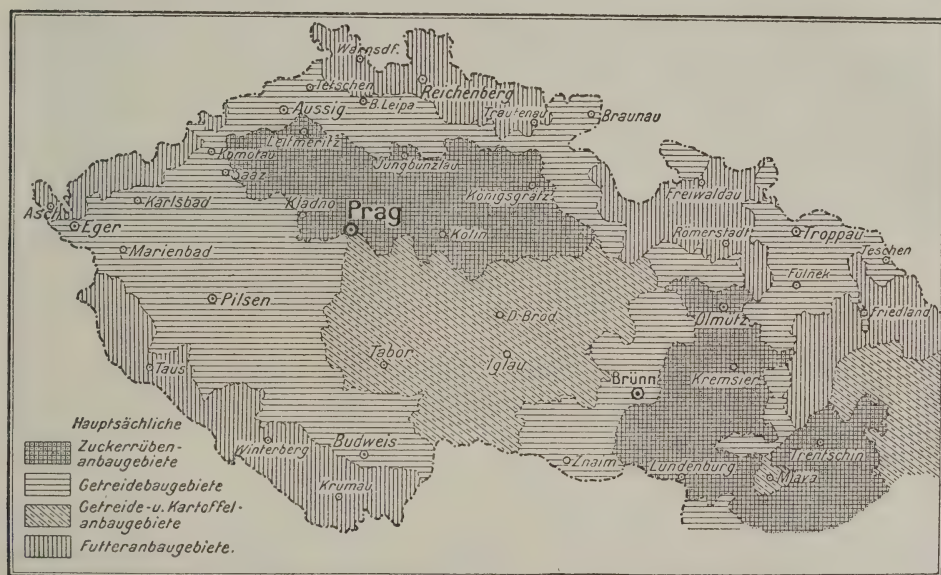 Warnsdf.
Tetschen
Reichenberg
B.Leipa
Aussig
Trautenau
Braunau
Leitmeritz
Komotau
Jungbunzlau
Saaz
Freiwaldau
Königsgrätz
Karlsbad
Kladno
Asch
Prag
Eger
Kolin
Römerstadt
Troppau
Marienbad
Teschen
Fulnek
Pilsen
Olmütz
Friedland
D.Brod
Iglau
Tabor
Taus
Kremsier
Brünn
Winterberg
Budweis
Znaim
Lundenburg
Trentschin
Mjava
Krumau
Hauptsächliche
Zuckerrüben-
anbaugebiete
Getreidebaugebiete
Getreide-u.Kartoffel-
anbaugebiete
Futteranbaugebiete.